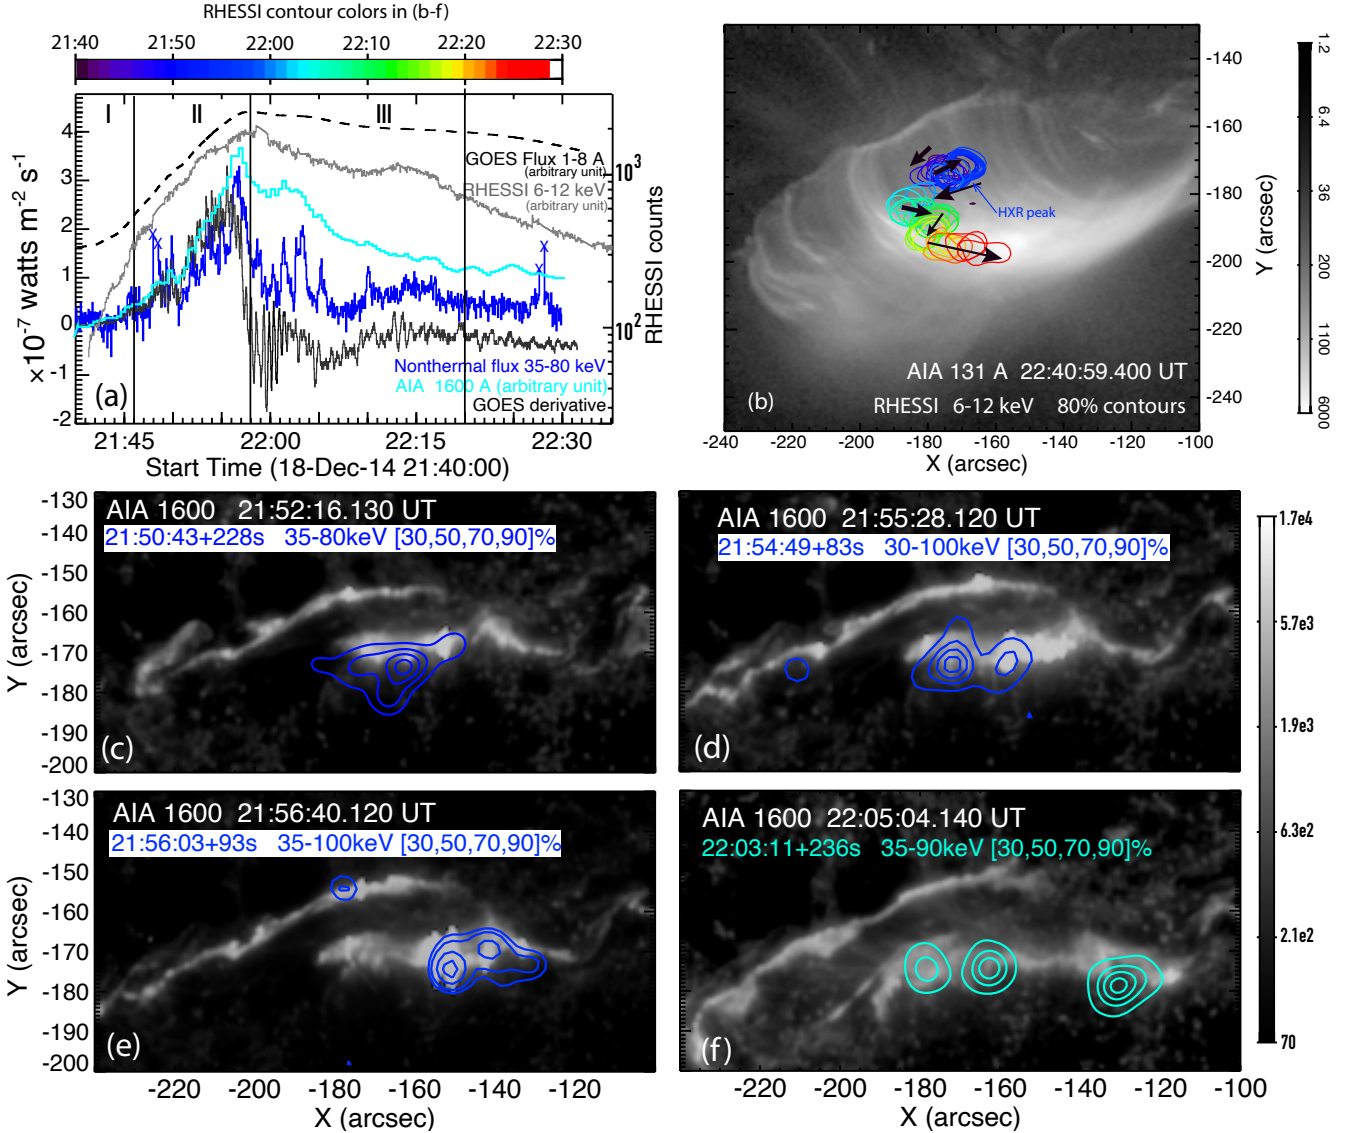 RHESSI contour colors in (b-f)
21:40 21:50 22:00 22:10 22:20 22:30
I II III
GOES Flux 1-8 A
(arbitrary unit)
RHESSI 6-12 keV
(arbitrary unit)
X
X
X
X
Nonthermal flux 35-80 keV
AIA 1600 A (arbitrary unit)
GOES derivative
(a)
4
3
2
1
0
-1
-2
×10⁻⁷ watts m⁻² s⁻¹
10³
10²
RHESSI counts
21:45 22:00 22:15 22:30
Start Time (18-Dec-14 21:40:00)
HXR peak
AIA 131 A 22:40:59.400 UT
(b) RHESSI 6-12 keV 80% contours
-140
-160
-180
-200
-220
-240
Y (arcsec)
-240 -220 -200 -180 -160 -140 -120 -100
X (arcsec)
1.2
6.4
36
200
1100
6000
AIA 1600 21:52:16.130 UT
21:50:43+228s 35-80keV [30,50,70,90]%
(c)
-130
-140
-150
-160
-170
-180
-190
-200
Y (arcsec)
AIA 1600 21:55:28.120 UT
21:54:49+83s 30-100keV [30,50,70,90]%
(d)
AIA 1600 21:56:40.120 UT
21:56:03+93s 35-100keV [30,50,70,90]%
(e)
-130
-140
-150
-160
-170
-180
-190
-200
Y (arcsec)
-220 -200 -180 -160 -140 -120
X (arcsec)
AIA 1600 22:05:04.140 UT
22:03:11+236s 35-90keV [30,50,70,90]%
(f)
-220 -200 -180 -160 -140 -120 -100
X (arcsec)
1.7e4
5.7e3
1.9e3
6.3e2
2.1e2
70